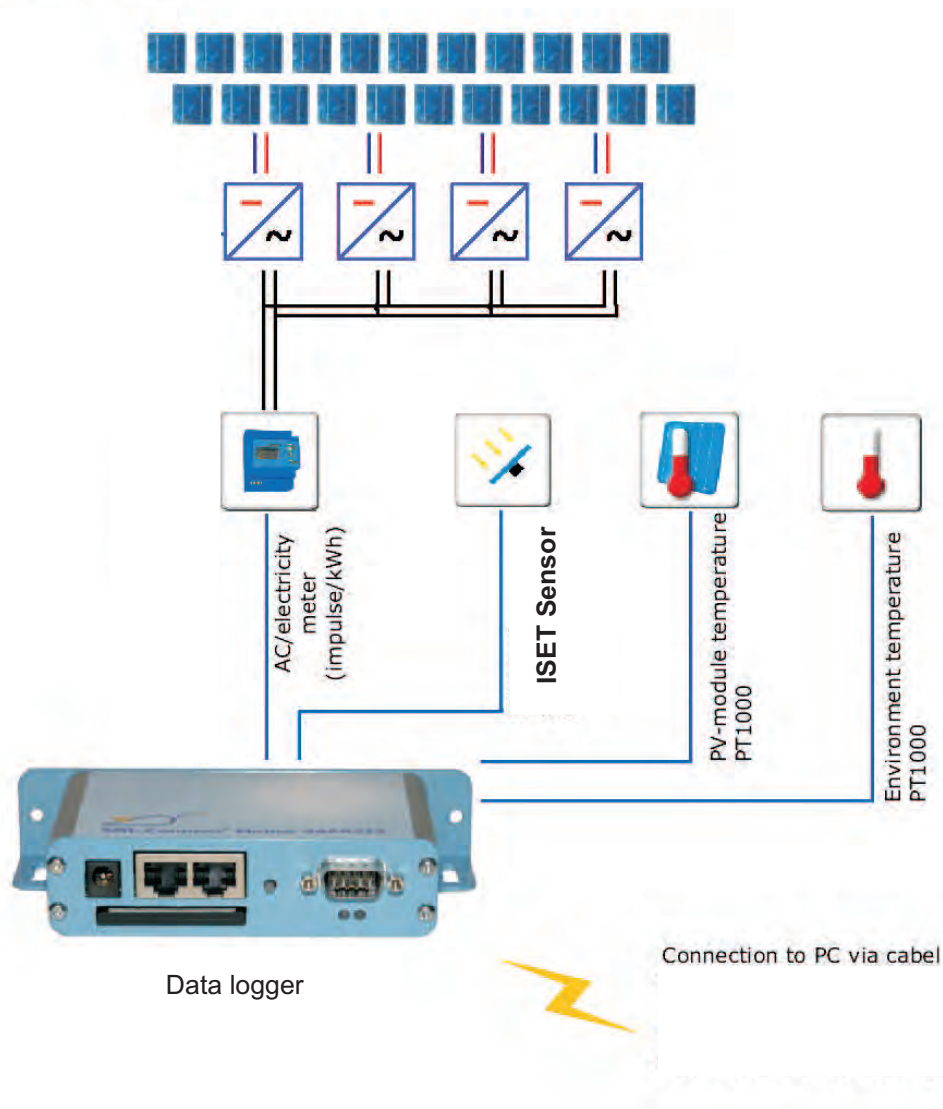 AC/electricity
meter
(impulse/kWh)
ISET Sensor
PV-module temperature
PT1000
Environment temperature
PT1000
Connection to PC via cabel
Data logger